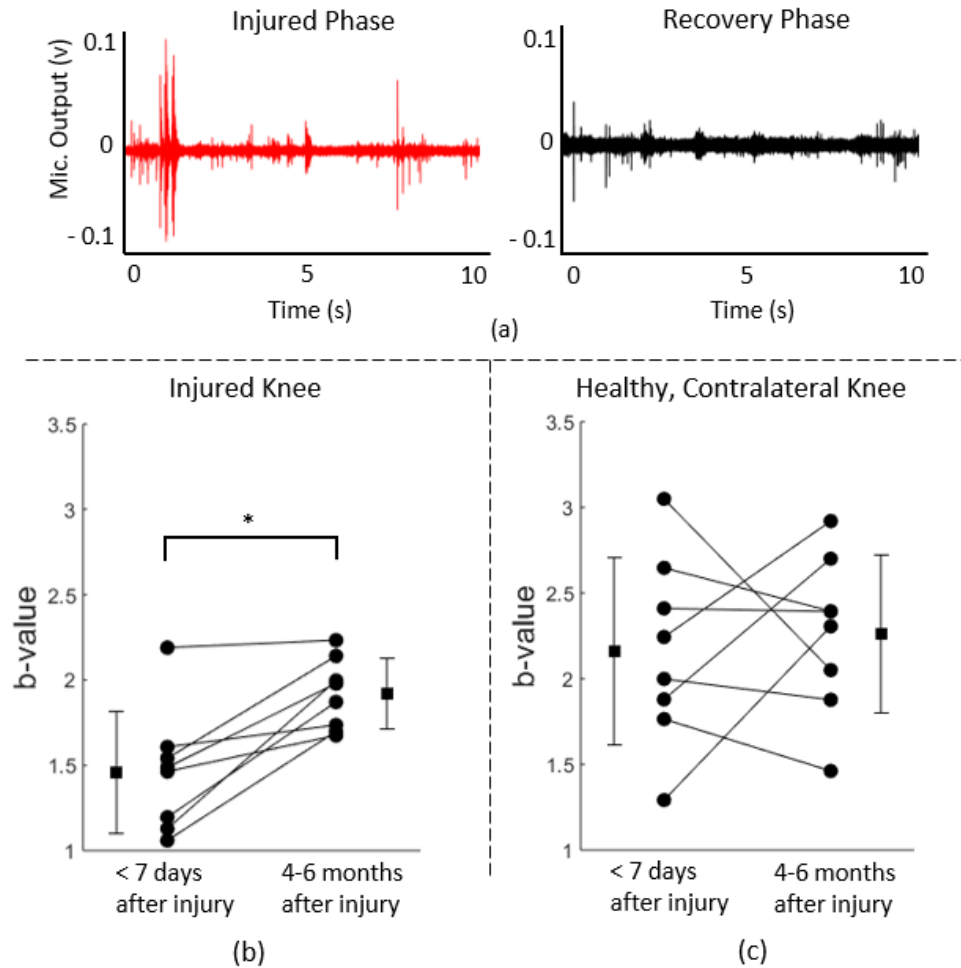 Injured Phase
Recovery Phase
Mic. Output (v)
0.1
0
- 0.1
0 5 10
Time (s)
0.1
0
- 0.1
0 5 10
Time (s)
(a)
Injured Knee
b-value
3.5
3
2.5
2
1.5
1
*
< 7 days
after injury
4-6 months
after injury
(b)
Healthy, Contralateral Knee
b-value
3.5
3
2.5
2
1.5
1
< 7 days
after injury
4-6 months
after injury
(c)